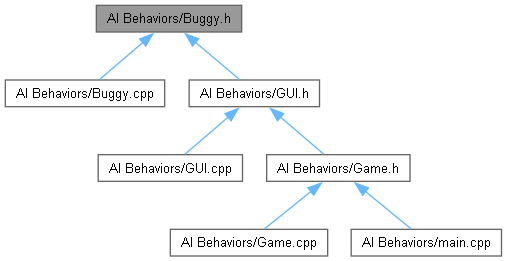 AI Behaviors/Buggy.h
AI Behaviors/Buggy.cpp
AI Behaviors/GUI.h
AI Behaviors/GUI.cpp
AI Behaviors/Game.h
AI Behaviors/Game.cpp
AI Behaviors/main.cpp